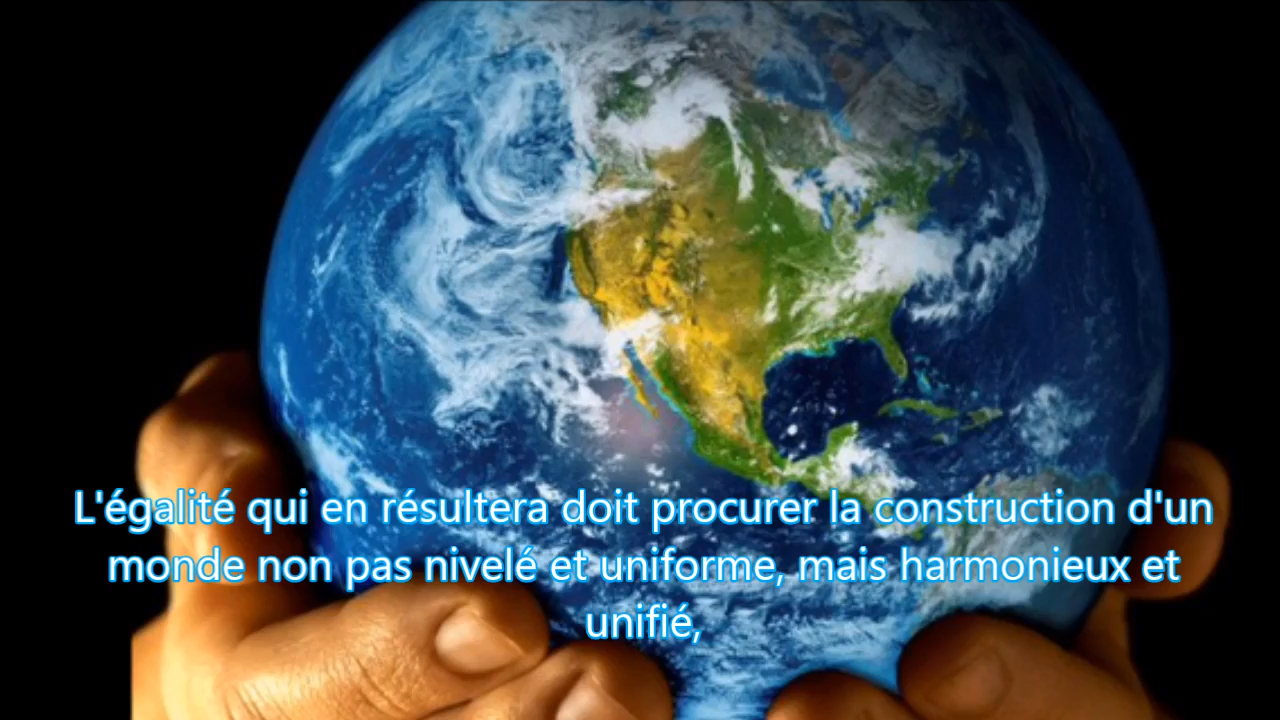 L'égalité qui en résultera doit procurer la construction d'un
monde non pas nivelé et uniforme, mais harmonieux et
unifié,